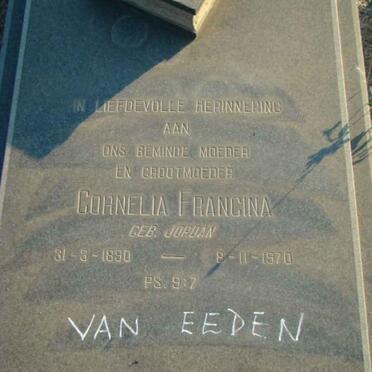 IN LIEFDEVOLLE HERINNERING
AAN
ONS BEMINDE MOEDER
EN GROOTMOEDER
CORNELIA FRANCINA
GEB. JORDAN
31-3-1890 — 8-11-1970
PS. 9:7
VAN EEDEN